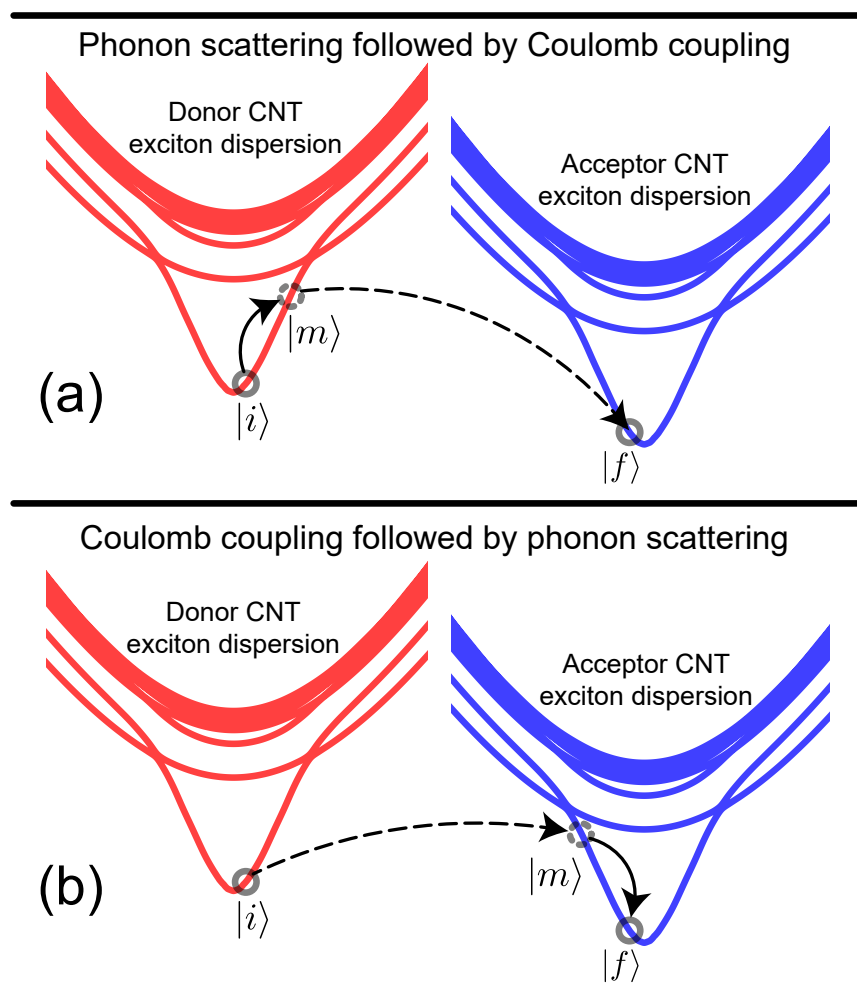 Phonon scattering followed by Coulomb coupling
Donor CNT
exciton dispersion
Acceptor CNT
exciton dispersion
|m⟩
(a)
|i⟩
|f⟩
Coulomb coupling followed by phonon scattering
Donor CNT
exciton dispersion
Acceptor CNT
exciton dispersion
|m⟩
(b)
|i⟩
|f⟩